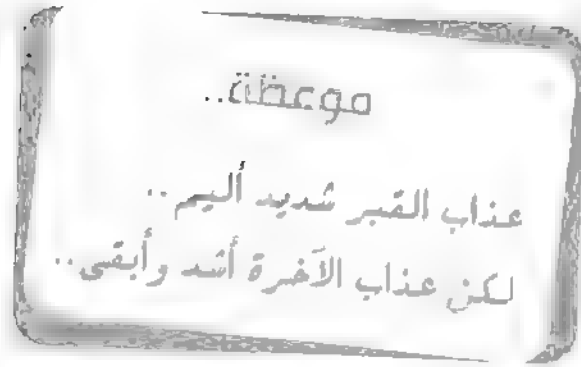 موعظة..
عذاب القبر شديد أليم..
لكن عذاب الآخرة أشد وأبقى..